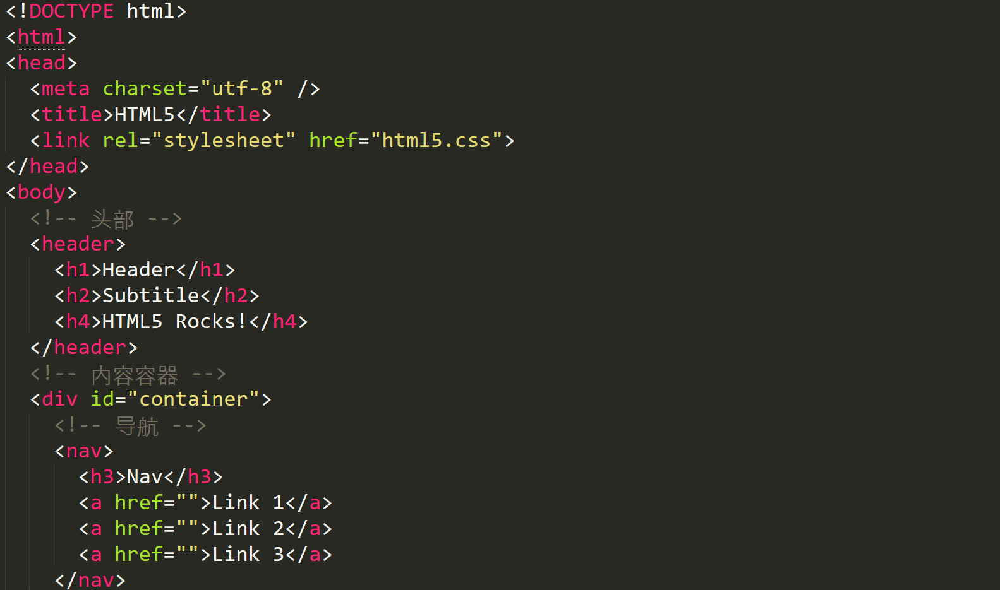 <!DOCTYPE html>
<html>
<head>
  <meta charset="utf-8" />
  <title>HTML5</title>
  <link rel="stylesheet" href="html5.css">
</head>
<body>
  <!-- 头部 -->
  <header>
    <h1>Header</h1>
    <h2>Subtitle</h2>
    <h4>HTML5 Rocks!</h4>
  </header>
  <!-- 内容容器 -->
  <div id="container">
    <!-- 导航 -->
    <nav>
      <h3>Nav</h3>
      <a href="">Link 1</a>
      <a href="">Link 2</a>
      <a href="">Link 3</a>
    </nav>